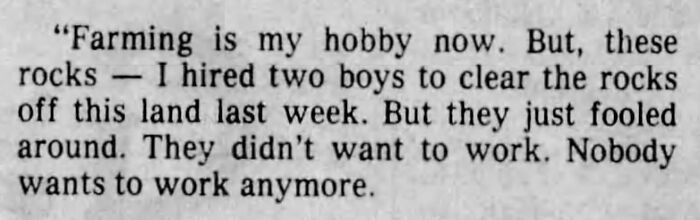 “Farming is my hobby now. But, these
rocks — I hired two boys to clear the rocks
off this land last week. But they just fooled
around. They didn't want to work. Nobody
wants to work anymore.